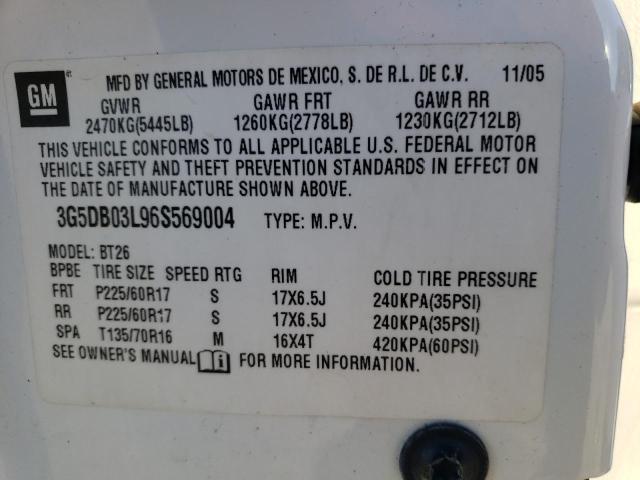 GM
MFD BY GENERAL MOTORS DE MEXICO, S. DE R.L. DE C.V. 11/05
GVWR GAWR FRT GAWR RR
2470KG(5445LB) 1260KG(2778LB) 1230KG(2712LB)
THIS VEHICLE CONFORMS TO ALL APPLICABLE U.S. FEDERAL MOTOR
VEHICLE SAFETY AND THEFT PREVENTION STANDARDS IN EFFECT ON
THE DATE OF MANUFACTURE SHOWN ABOVE.
3G5DB03L96S569004 TYPE: M.P.V.
MODEL: BT26
BPBE TIRE SIZE SPEED RTG RIM COLD TIRE PRESSURE
FRT P225/60R17 S 17X6.5J 240KPA(35PSI)
RR P225/60R17 S 17X6.5J 240KPA(35PSI)
SPA T135/70R16 M 16X4T 420KPA(60PSI)
SEE OWNER'S MANUAL FOR MORE INFORMATION.